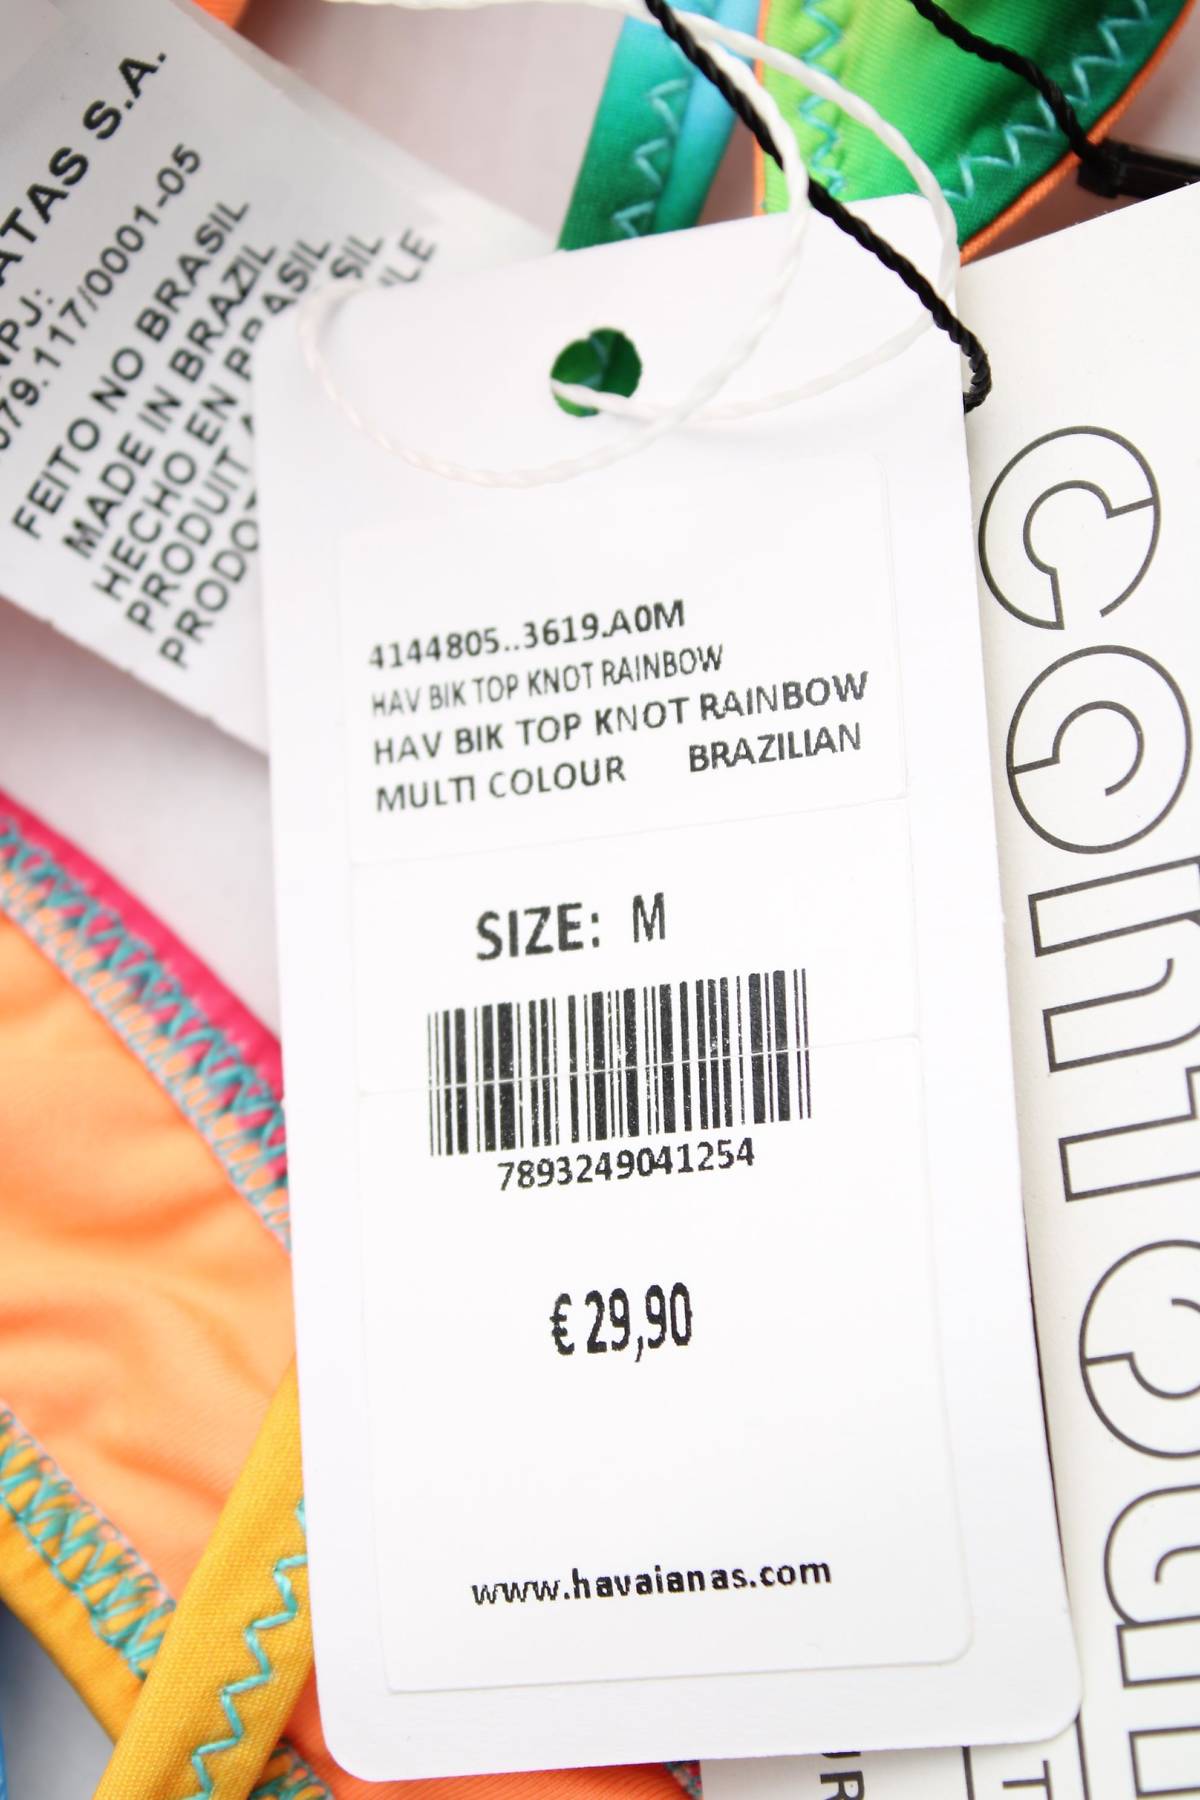 ATAS S.A.
NPJ:
079.117/0001-05
FEITO NO BRASIL
MADE IN BRAZIL
HECHO EN BRASIL
PRODUIT
PRODOT
4144805..3619.A0M
HAV BIK TOP KNOT RAINBOW
HAV BIK TOP KNOT RAINBOW
MULTI COLOUR BRAZILIAN
SIZE: M
7893249041254
€ 29,90
www.havaianas.com